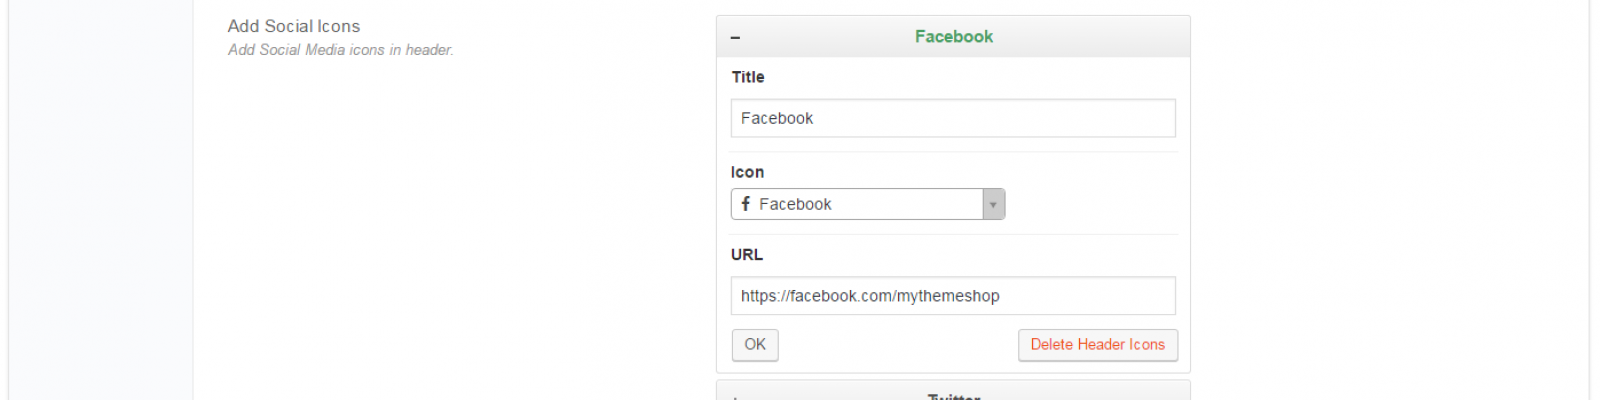 Add Social Icons
Add Social Media icons in header.
– Facebook
Title
Facebook
Icon
Facebook
URL
https://facebook.com/mythemeshop
OK
Delete Header Icons
Twitter